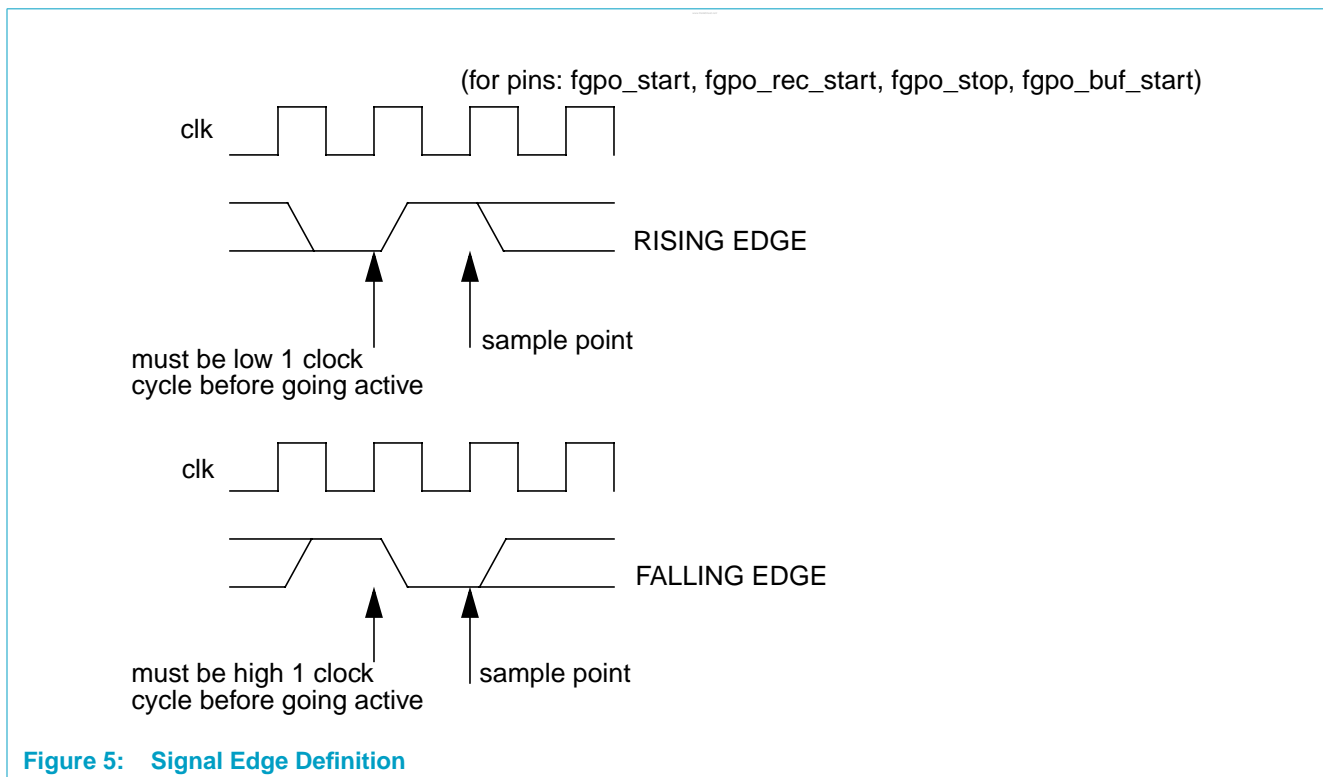 (for pins: fgpo_start, fgpo_rec_start, fgpo_stop, fgpo_buf_start)
clk
RISING EDGE
sample point
must be low 1 clock
cycle before going active
clk
FALLING EDGE
must be high 1 clock
cycle before going active
sample point
Figure 5: Signal Edge Definition